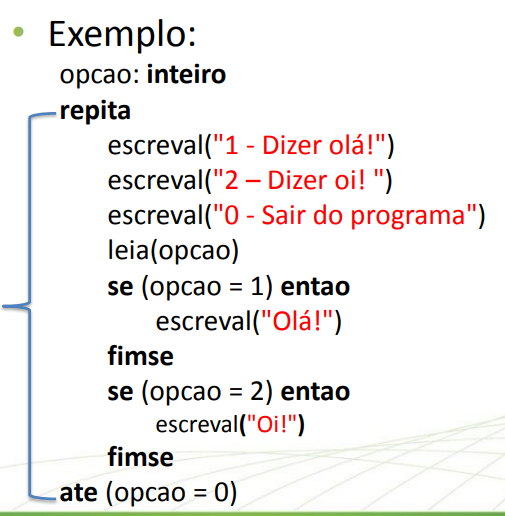 • Exemplo:
opcao: inteiro
repita
escreval("1 - Dizer olá!")
escreval("2 – Dizer oi! ")
escreval("0 - Sair do programa")
leia(opcao)
se (opcao = 1) entao
escreval("Olá!")
fimse
se (opcao = 2) entao
escreval("Oi!")
fimse
ate (opcao = 0)